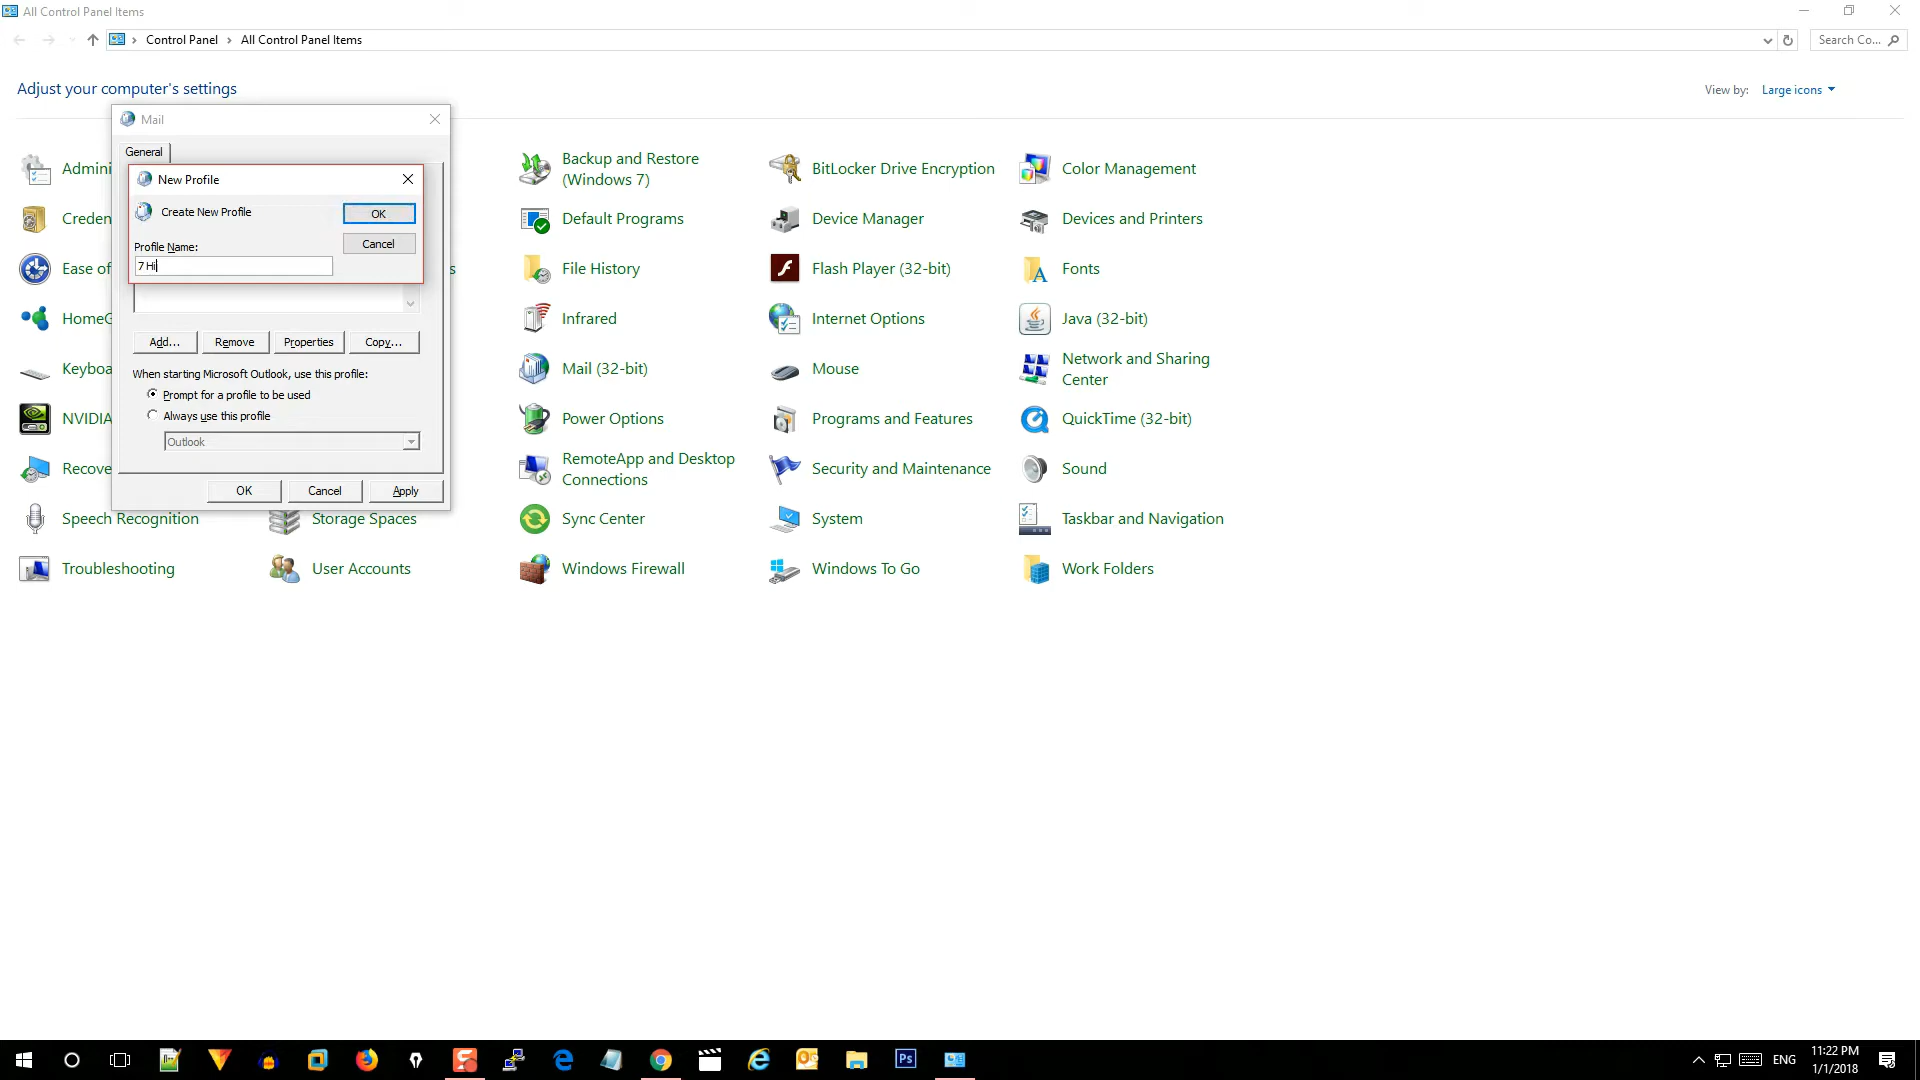 All Control Panel Items
Control Panel > All Control Panel Items
Search Co...
Adjust your computer's settings
View by: Large icons
Mail
General
New Profile
Create New Profile
OK
Cancel
Profile Name:
7 Hi
Add...
Remove
Properties
Copy...
When starting Microsoft Outlook, use this profile:
Prompt for a profile to be used
Always use this profile
Outlook
OK
Cancel
Apply
Admini
Backup and Restore
(Windows 7)
BitLocker Drive Encryption
Color Management
Creden
Default Programs
Device Manager
Devices and Printers
Ease of
s
File History
Flash Player (32-bit)
Fonts
HomeG
Infrared
Internet Options
Java (32-bit)
Keyboa
Mail (32-bit)
Mouse
Network and Sharing
Center
NVIDIA
Power Options
Programs and Features
QuickTime (32-bit)
Recove
RemoteApp and Desktop
Connections
Security and Maintenance
Sound
Speech Recognition
Storage Spaces
Sync Center
System
Taskbar and Navigation
Troubleshooting
User Accounts
Windows Firewall
Windows To Go
Work Folders
Ps
ENG
11:22 PM
1/1/2018